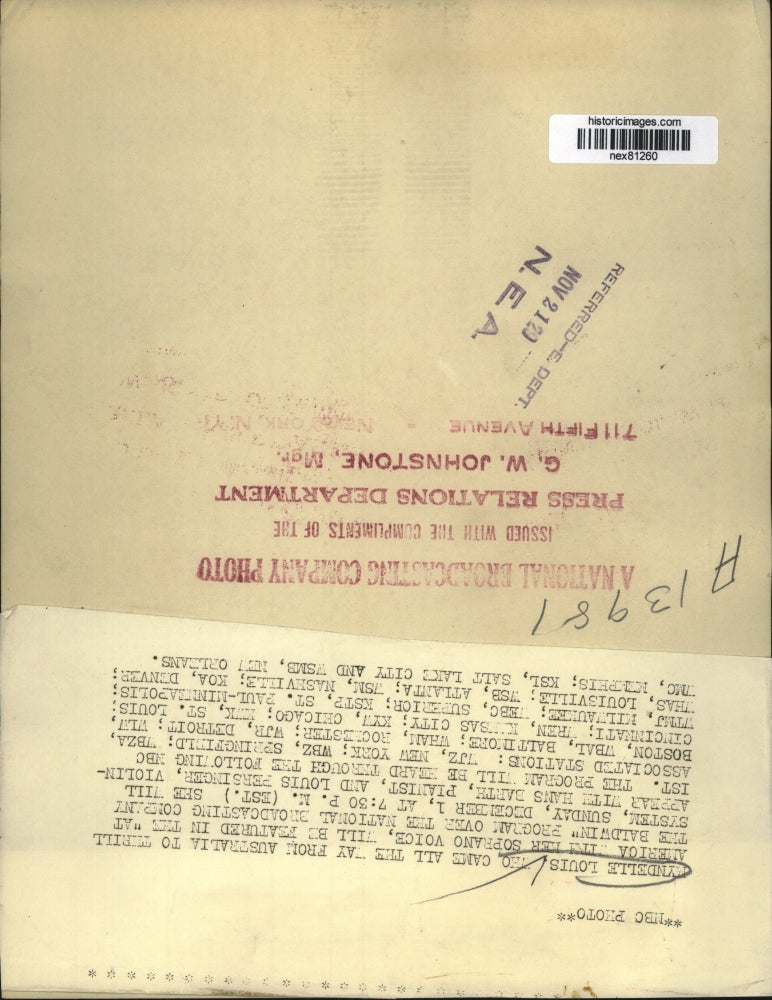 historicimages.com
nex81260
REFERRED-E. DEPT.
NOV 21 29
N. E. A.
**NBC PHOTO**
LOUIS, WHO CAME ALL THE WAY FROM AUSTRALIA TO THRILL
AMERICA WITH HER SOPRANO VOICE, WILL BE FEATURED IN THE "AT
THE BALDWIN" PROGRAM OVER THE NATIONAL BROADCASTING COMPANY
SYSTEM, SUNDAY, DECEMBER 1, AT 7:30 P. M. (EST.) SHE WILL
APPEAR WITH HANS BARTH, PIANIST, AND LOUIS PERSINGER, VIOLIN-
IST. THE PROGRAM WILL BE HEARD THROUGH THE FOLLOWING NBC
ASSOCIATED STATIONS: WJZ, NEW YORK; WBZ, SPRINGFIELD; WBZA,
BOSTON, WBAL, BALTIMORE; WHAM, ROCHESTER; WJR, DETROIT; WLW,
CINCINNATI; WREN, KANSAS CITY; KYW, CHICAGO; KWK, ST. LOUIS;
WTMJ, MILWAUKEE; WEBC, SUPERIOR; KSTP, ST. PAUL-MINNEAPOLIS;
WHAS, LOUISVILLE; WSB, ATLANTA; WSM, NASHVILLE; KOA, DENVER;
WMC, MEMPHIS; KSL, SALT LAKE CITY AND WSMB, NEW ORLEANS.
A13981
A NATIONAL BROADCASTING COMPANY PHOTO
ISSUED WITH THE COMPLIMENTS OF THE
PRESS RELATIONS DEPARTMENT
G. W. JOHNSTONE, Mgr.
711 FIFTH AVENUE - NEW YORK, N. Y.